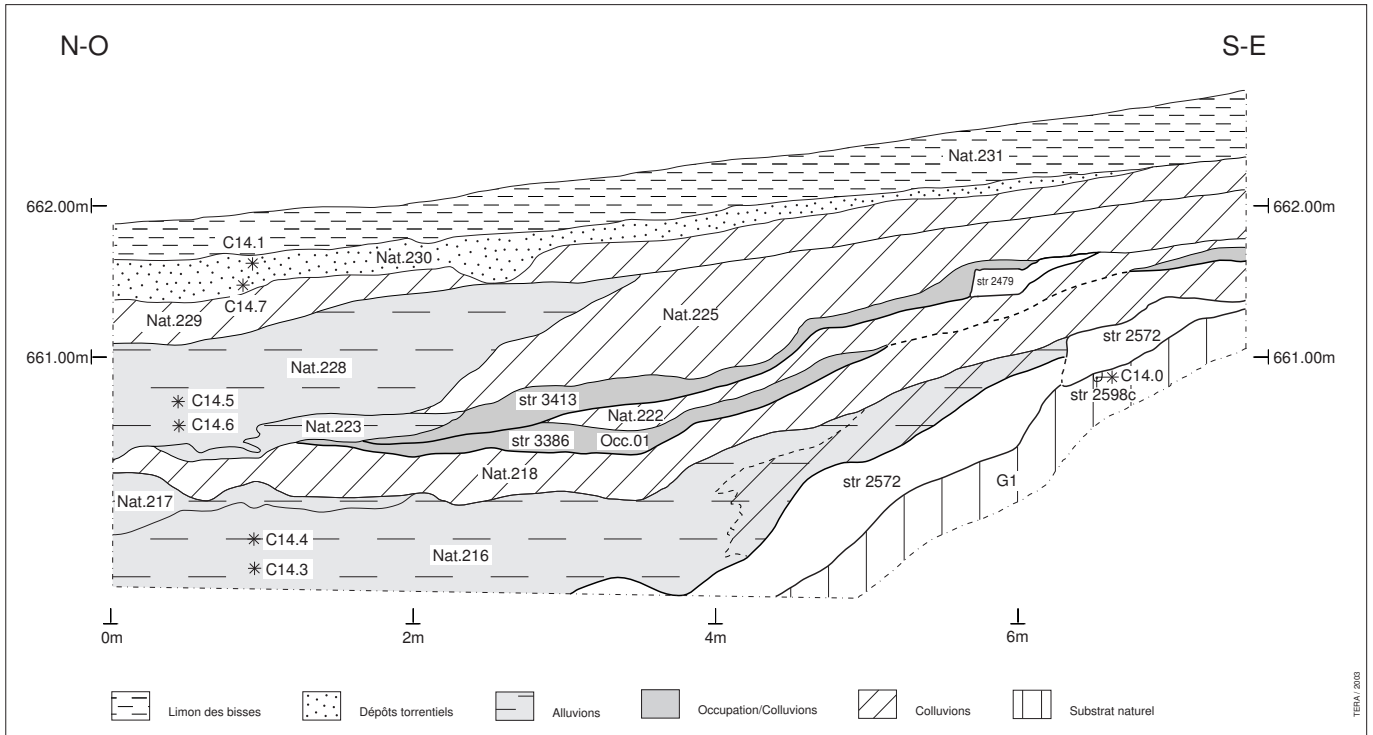 N-O
S-E
Nat.231
662.00m
662.00m
C14.1
Nat.230
str 2479
C14.7
Nat.229
Nat.225
str 2572
661.00m
661.00m
Nat.228
C14.0
str 2598c
C14.5
str 3413
C14.6
Nat.223
Nat.222
str 3386
Occ.01
Nat.218
str 2572
G1
Nat.217
C14.4
Nat.216
C14.3
0m
2m
4m
6m
Limon des bisses
Dépôts torrentiels
Alluvions
Occupation/Colluvions
Colluvions
Substrat naturel
TERA / 2003